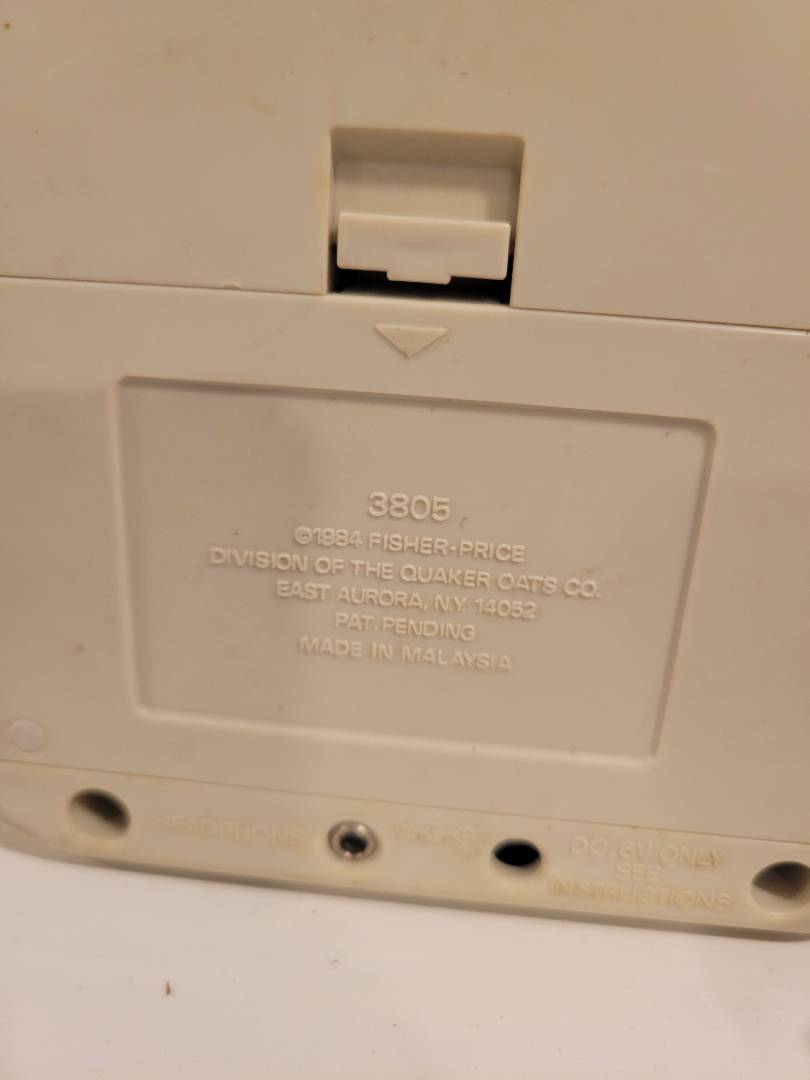 3805
©1984 FISHER-PRICE
DIVISION OF THE QUAKER OATS CO.
EAST AURORA, N.Y. 14052
PAT. PENDING
MADE IN MALAYSIA
HEADPHONE
DC, 6V ONLY
SEE
INSTRUCTIONS